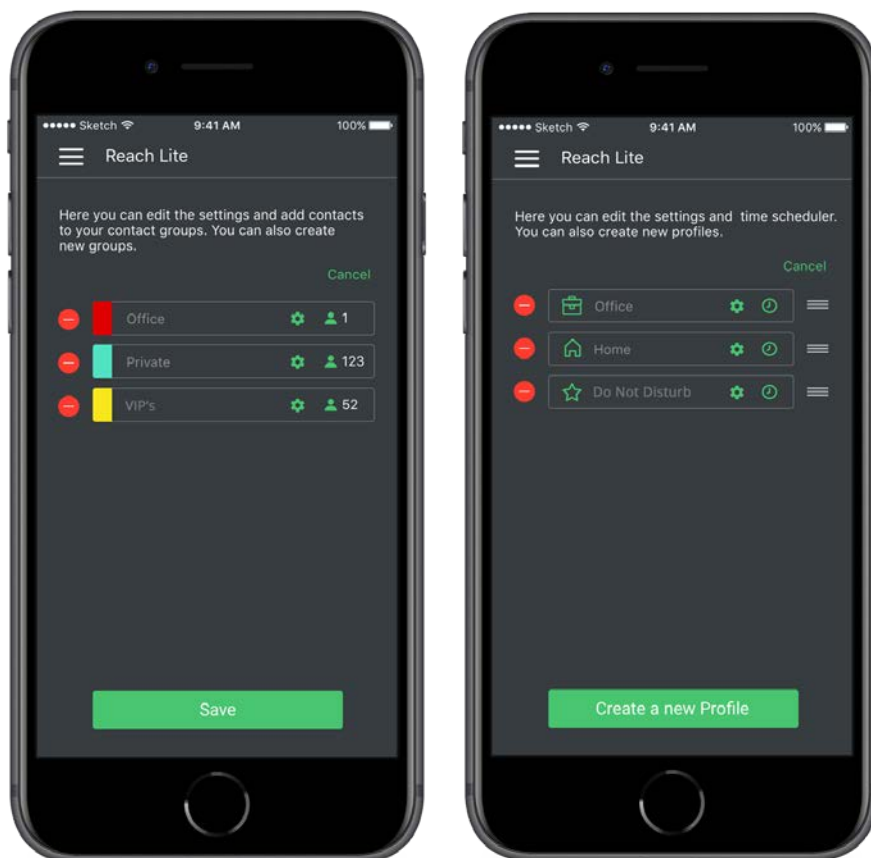 Sketch 9:41 AM 100%
Reach Lite
Here you can edit the settings and add contacts
to your contact groups. You can also create
new groups.
Cancel
Office 1
Private 123
VIP's 52
Save
Sketch 9:41 AM 100%
Reach Lite
Here you can edit the settings and time scheduler.
You can also create new profiles.
Cancel
Office
Home
Do Not Disturb
Create a new Profile